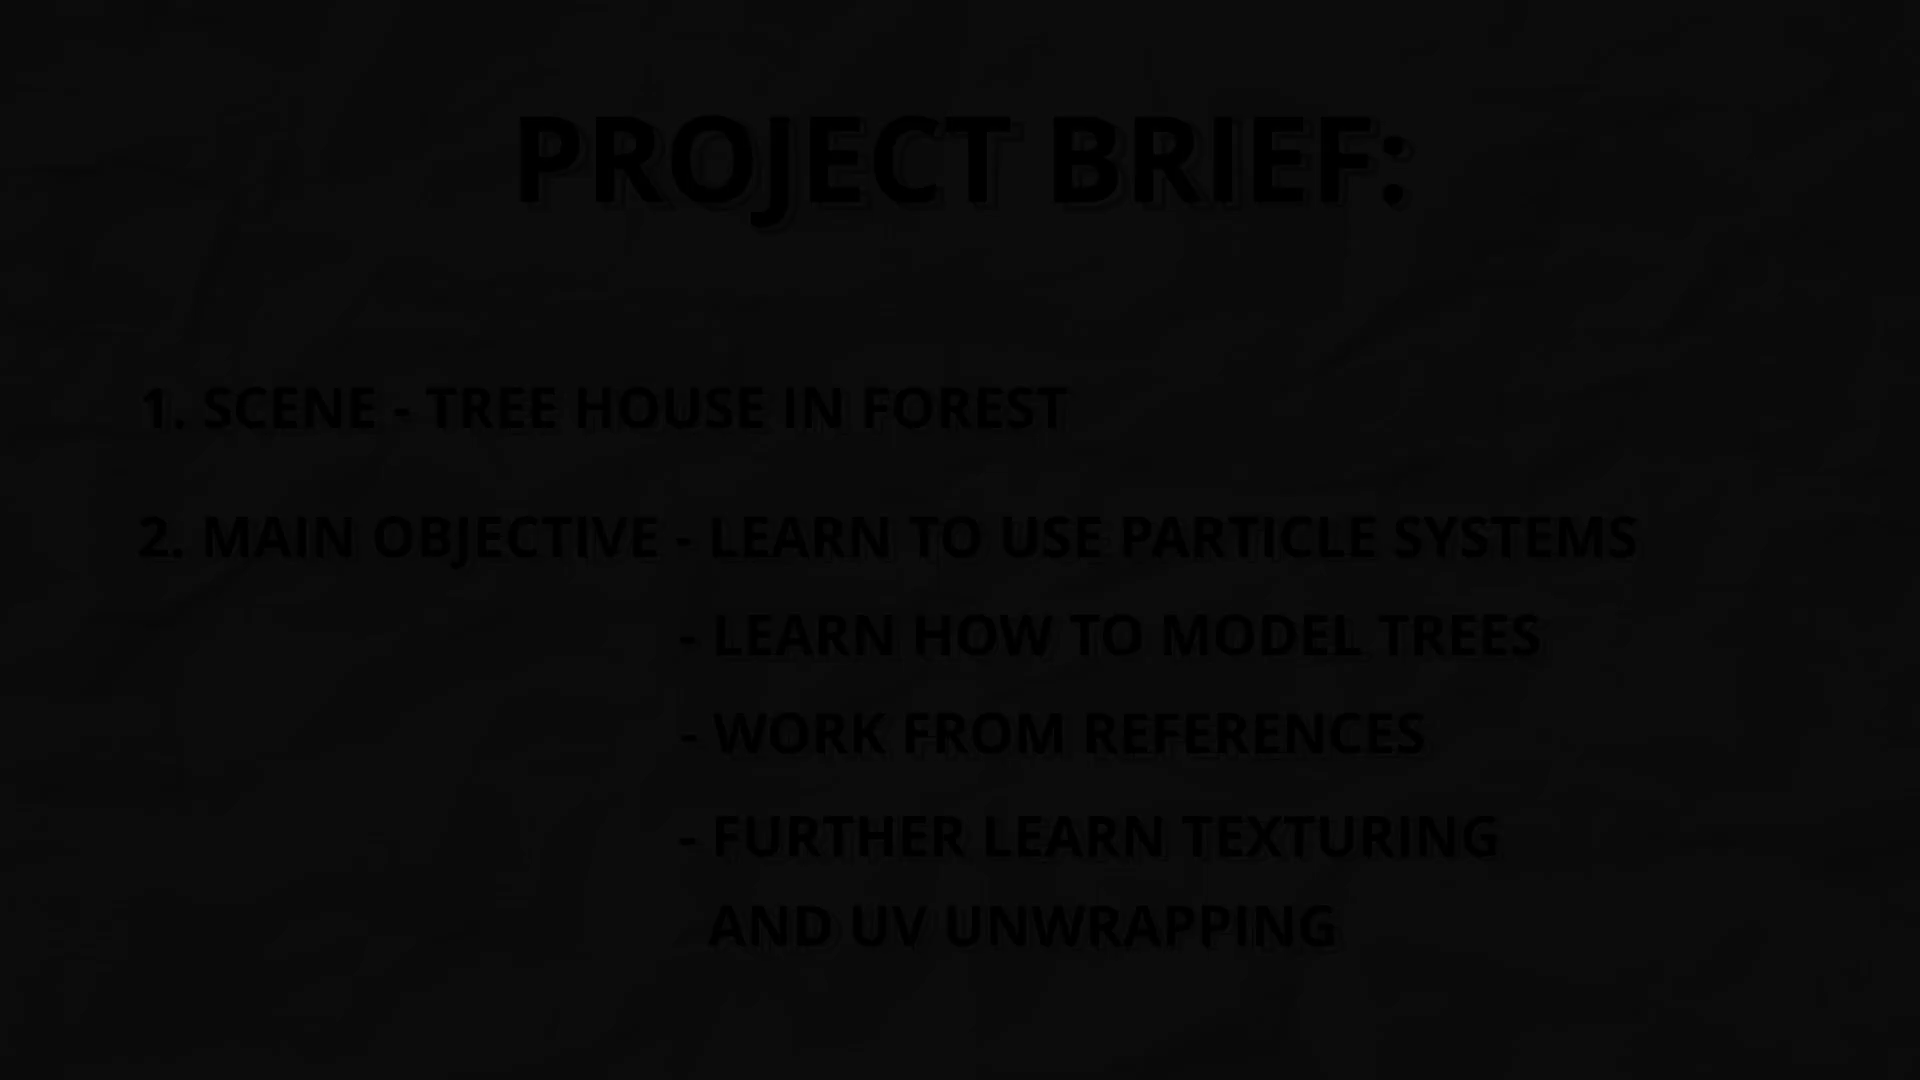 PROJECT BRIEF:
1. SCENE - TREE HOUSE IN FOREST
2. MAIN OBJECTIVE - LEARN TO USE PARTICLE SYSTEMS
- LEARN HOW TO MODEL TREES
- WORK FROM REFERENCES
- FURTHER LEARN TEXTURING
AND UV UNWRAPPING